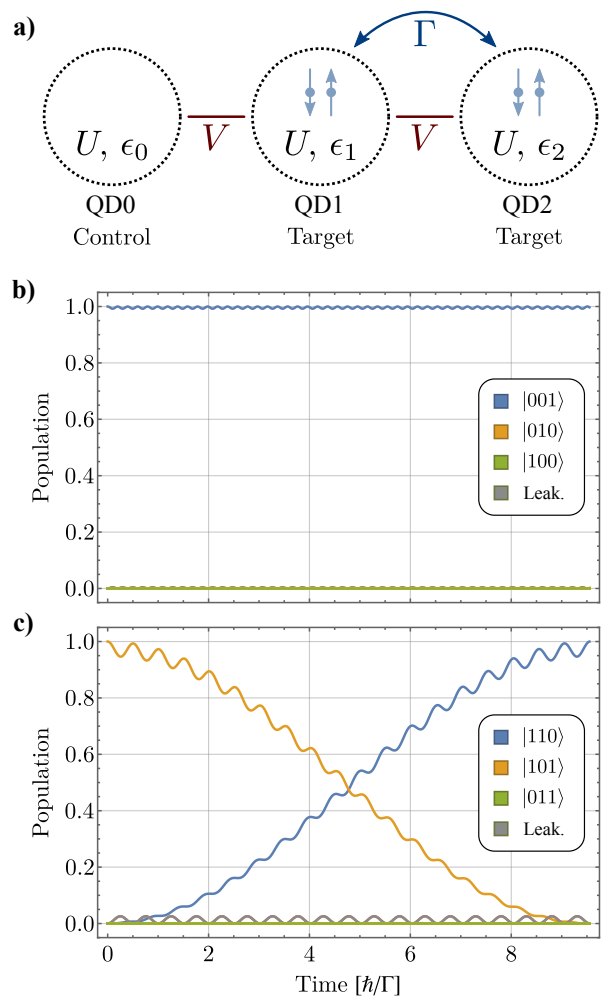 a)
Γ
U, ϵ0
V
U, ϵ1
V
U, ϵ2
QD0
QD1
QD2
Control
Target
Target
b)
1.0
0.8
0.6
0.4
0.2
0.0
Population
|001⟩
|010⟩
|100⟩
Leak.
c)
1.0
0.8
0.6
0.4
0.2
0.0
Population
|110⟩
|101⟩
|011⟩
Leak.
0 2 4 6 8
Time [ħ/Γ]